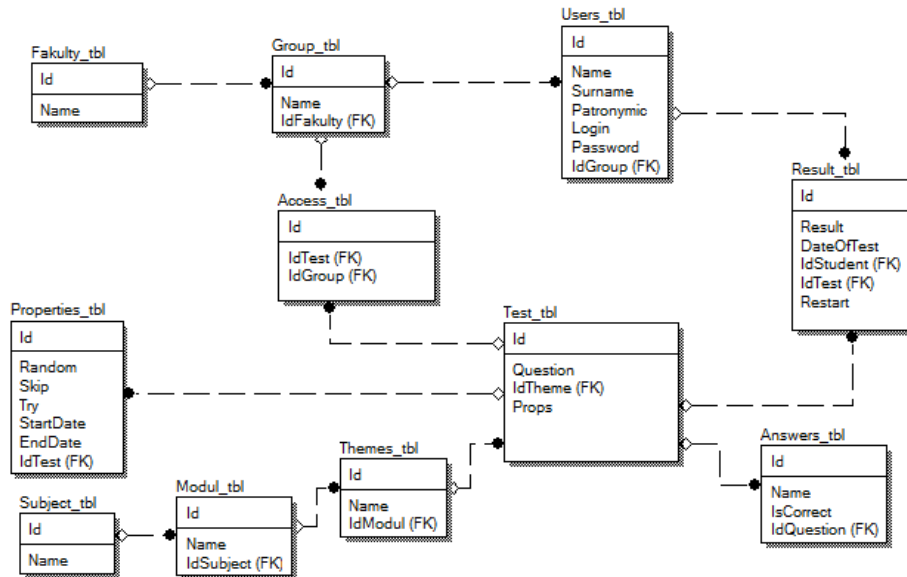 Fakulty_tbl
Id
Name
Group_tbl
Id
Name
IdFakulty (FK)
Users_tbl
Id
Name
Surname
Patronymic
Login
Password
IdGroup (FK)
Result_tbl
Id
Result
DateOfTest
IdStudent (FK)
IdTest (FK)
Restart
Access_tbl
Id
IdTest (FK)
IdGroup (FK)
Properties_tbl
Id
Random
Skip
Try
StartDate
EndDate
IdTest (FK)
Test_tbl
Id
Question
IdTheme (FK)
Props
Answers_tbl
Id
Name
IsCorrect
IdQuestion (FK)
Themes_tbl
Id
Name
IdModul (FK)
Modul_tbl
Id
Name
IdSubject (FK)
Subject_tbl
Id
Name